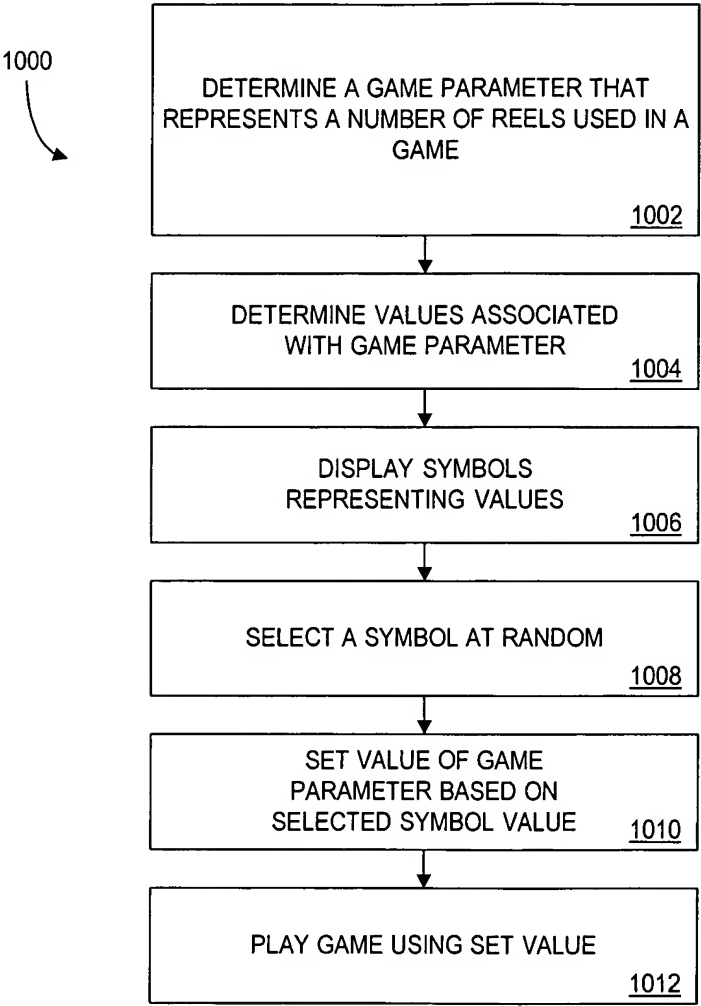 1000
DETERMINE A GAME PARAMETER THAT
REPRESENTS A NUMBER OF REELS USED IN A
GAME
1002
DETERMINE VALUES ASSOCIATED
WITH GAME PARAMETER
1004
DISPLAY SYMBOLS
REPRESENTING VALUES
1006
SELECT A SYMBOL AT RANDOM
1008
SET VALUE OF GAME
PARAMETER BASED ON
SELECTED SYMBOL VALUE
1010
PLAY GAME USING SET VALUE
1012